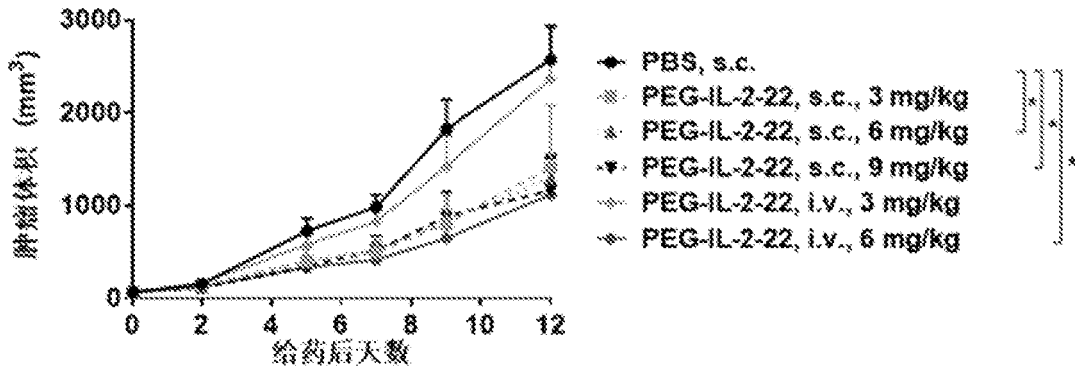 肿瘤体积 (mm³)
3000
2000
1000
0
0 2 4 6 8 10 12
给药后天数
PBS, s.c.
PEG-IL-2-22, s.c., 3 mg/kg
PEG-IL-2-22, s.c., 6 mg/kg
PEG-IL-2-22, s.c., 9 mg/kg
PEG-IL-2-22, i.v., 3 mg/kg
PEG-IL-2-22, i.v., 6 mg/kg
* * *